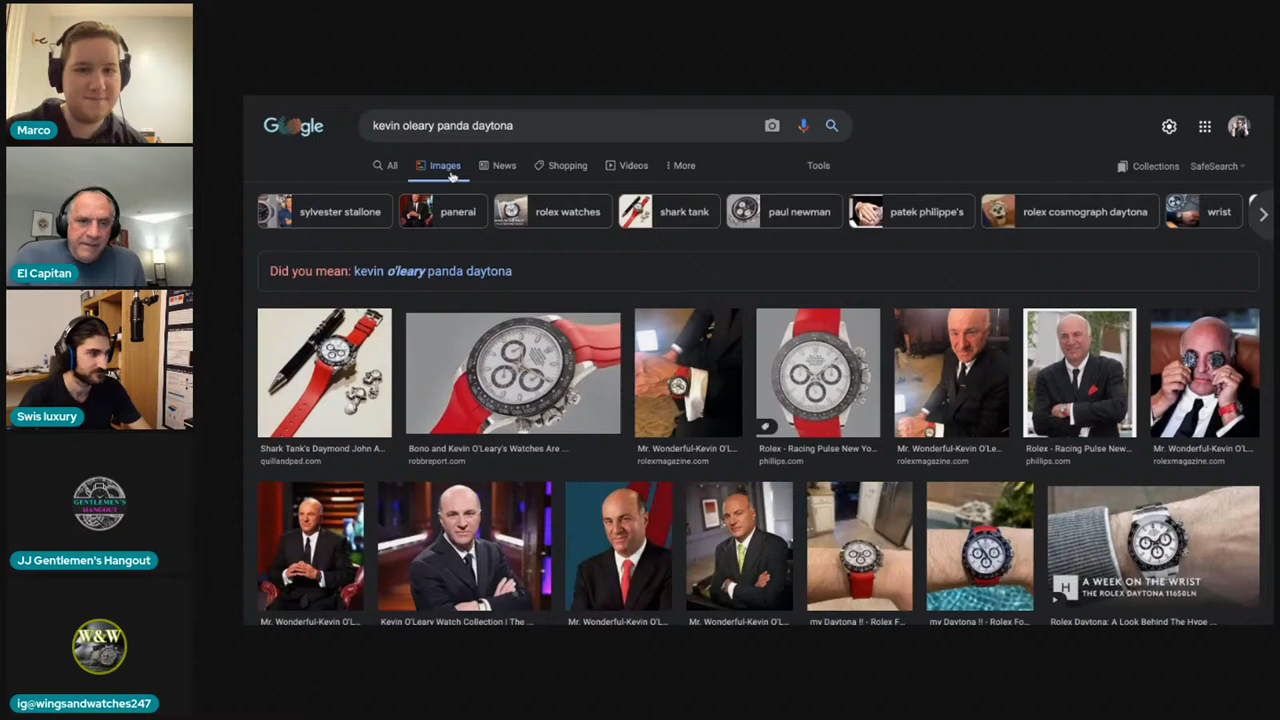 Marco
El Capitan
Swis luxury
GENTLEMEN'S
HANGOUT
JJ Gentlemen's Hangout
W&W
ig@wingsandwatches247
kevin oleary panda daytona
All
Images
News
Shopping
Videos
More
Tools
Collections
SafeSearch
sylvester stallone
panerai
rolex watches
shark tank
paul newman
patek philippe's
rolex cosmograph daytona
wrist
Did you mean: kevin o'leary panda daytona
Shark Tank's Daymond John A...
quillandpad.com
Bono and Kevin O'Leary's Watches Are ...
robbreport.com
Mr. Wonderful-Kevin O'L...
rolexmagazine.com
Rolex - Racing Pulse New Yo...
phillips.com
Mr. Wonderful-Kevin O'Le...
rolexmagazine.com
Rolex - Racing Pulse New...
phillips.com
Mr. Wonderful-Kevin O'L...
rolexmagazine.com
H
A WEEK ON THE WRIST
THE ROLEX DAYTONA 116500LN
Mr. Wonderful-Kevin O'L...
Kevin O'Leary Watch Collection | The ...
Mr. Wonderful-Kevin O'L...
Mr. Wonderful-Kevin O'L...
my Daytona !! - Rolex Fo...
my Daytona !! - Rolex Fo...
Rolex Daytona: A Look Behind The Hype ...